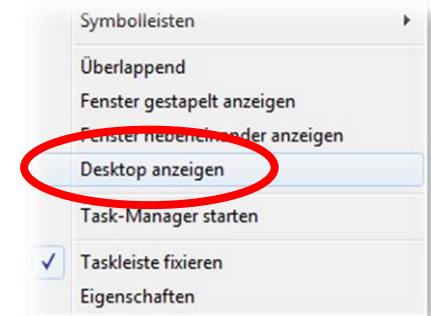 Symbolleisten
Überlappend
Fenster gestapelt anzeigen
Fenster nebeneinander anzeigen
Desktop anzeigen
Task-Manager starten
Taskleiste fixieren
Eigenschaften